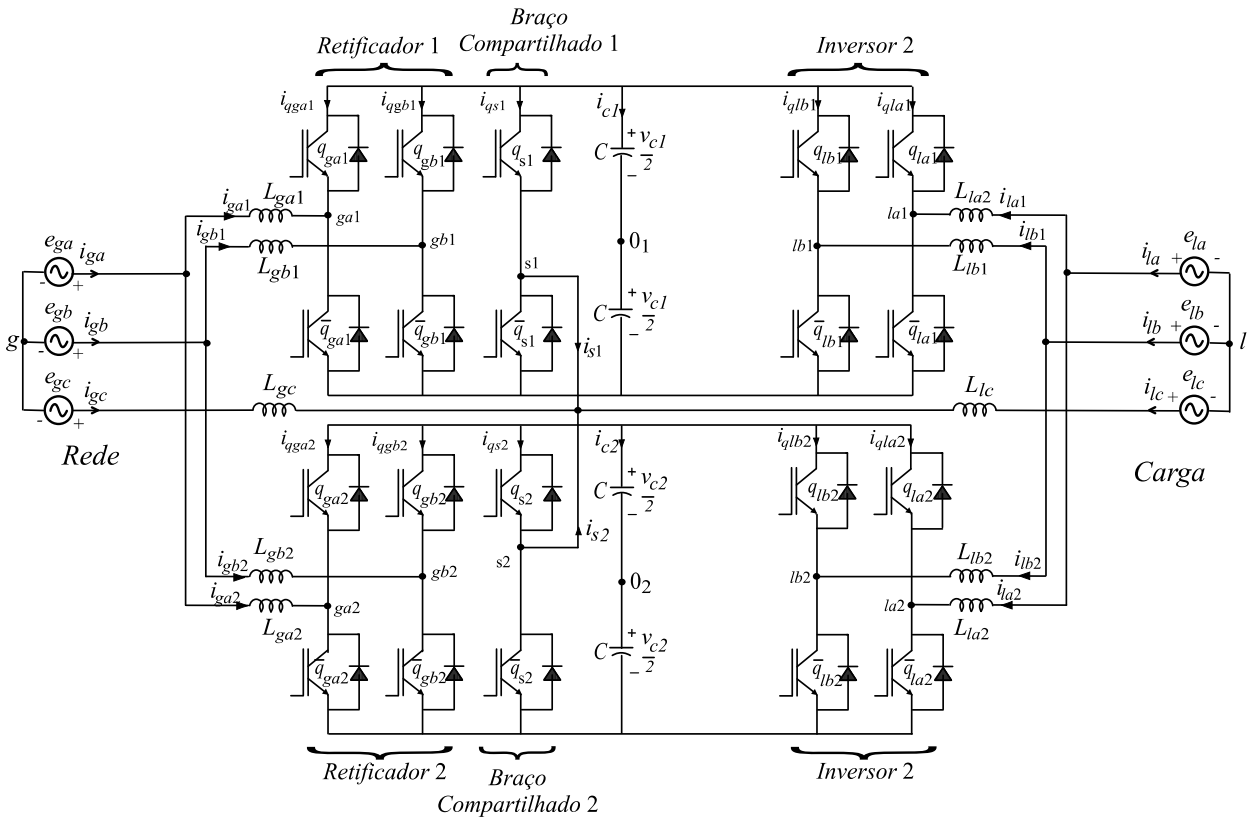 Braço
Retificador 1
Compartilhado 1
Inversor 2
i_qga1
i_qgb1
i_qs1
i_c1
i_qlb1
i_qla1
+ v_c1/2
C
-
q_ga1
q_gb1
q_s1
q_lb1
q_la1
i_ga1
L_ga1
ga1
la1
L_la2
i_la1
i_gb1
L_gb1
gb1
0_1
lb1
L_lb1
i_lb1
e_ga
i_ga
- +
s1
i_la
+ e_la -
+ v_c1/2
C
-
e_gb
i_gb
- +
q̅_ga1
q̅_gb1
q̅_s1
q̅_lb1
q̅_la1
g
i_s1
i_lb
+ e_lb -
l
e_gc
i_gc
- +
L_gc
L_lc
i_lc
+ e_lc -
Rede
Carga
i_qga2
i_qgb2
i_qs2
i_c2
i_qlb2
i_qla2
+ v_c2/2
C
-
q_ga2
q_gb2
q_s2
q_lb2
q_la2
i_s2
s2
i_gb2
L_gb2
gb2
0_2
lb2
L_lb2
i_lb2
i_ga2
L_ga2
ga2
la2
L_la2
i_la2
+ v_c2/2
C
-
q̅_ga2
q̅_gb2
q̅_s2
q̅_lb2
q̅_la2
Retificador 2
Braço
Compartilhado 2
Inversor 2